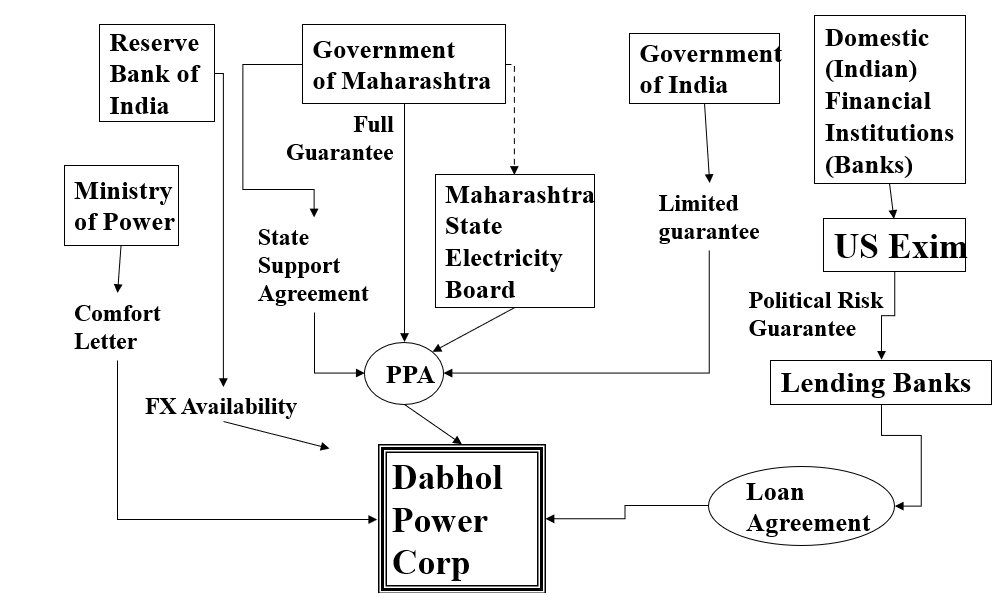 Reserve
Bank of
India
Government
of Maharashtra
Government
of India
Domestic
(Indian)
Financial
Institutions
(Banks)
Full
Guarantee
Ministry
of Power
Maharashtra
State
Electricity
Board
Limited
guarantee
US Exim
State
Support
Agreement
Comfort
Letter
Political Risk
Guarantee
PPA
Lending Banks
FX Availability
Dabhol
Power
Corp
Loan
Agreement